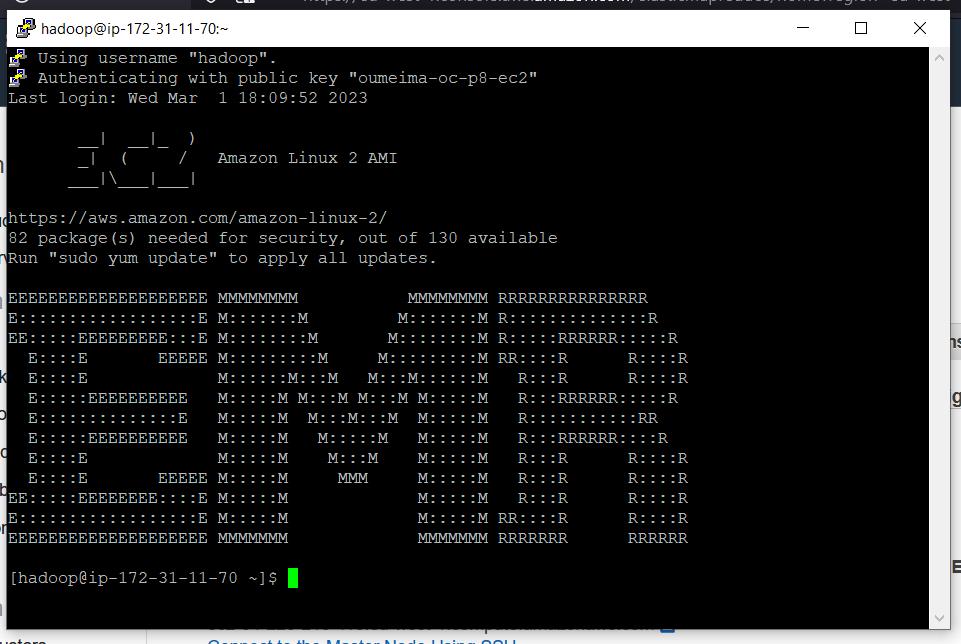 hadoop@ip-172-31-11-70:~
Using username "hadoop".
Authenticating with public key "oumeima-oc-p8-ec2"
Last login: Wed Mar  1 18:09:52 2023
       __|  __|_  )
       _|  (     /   Amazon Linux 2 AMI
      ___|\___|___|
https://aws.amazon.com/amazon-linux-2/
82 package(s) needed for security, out of 130 available
Run "sudo yum update" to apply all updates.
EEEEEEEEEEEEEEEEEEEE MMMMMMMM           MMMMMMMM RRRRRRRRRRRRRRR
E::::::::::::::::::E M:::::::M         M:::::::M R::::::::::::::R
EE:::::EEEEEEEEE:::E M::::::::M       M::::::::M R:::::RRRRRR:::::R
  E::::E       EEEEE M:::::::::M     M:::::::::M RR::::R      R::::R
  E::::E             M::::::M:::M   M:::M::::::M   R:::R      R::::R
  E:::::EEEEEEEEEE   M:::::M M:::M M:::M M:::::M   R:::RRRRRR:::::R
  E::::::::::::::E   M:::::M  M:::M:::M  M:::::M   R:::::::::::RR
  E:::::EEEEEEEEEE   M:::::M   M:::::M   M:::::M   R:::RRRRRR::::R
  E::::E             M:::::M    M:::M    M:::::M   R:::R      R::::R
  E::::E       EEEEE M:::::M     MMM     M:::::M   R:::R      R::::R
EE:::::EEEEEEEE::::E M:::::M             M:::::M   R:::R      R::::R
E::::::::::::::::::E M:::::M             M:::::M RR::::R      R::::R
EEEEEEEEEEEEEEEEEEEE MMMMMMM             MMMMMMM RRRRRRR      RRRRRR
[hadoop@ip-172-31-11-70 ~]$